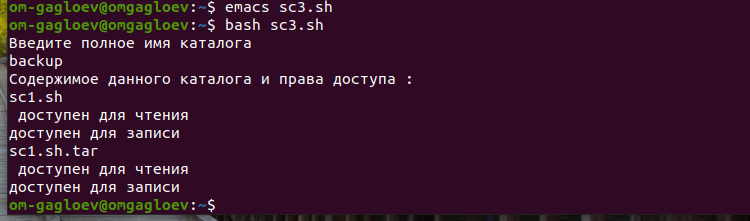 om-gagloev@omgagloev:~$ emacs sc3.sh
om-gagloev@omgagloev:~$ bash sc3.sh
Введите полное имя каталога
backup
Содержимое данного каталога и права доступа :
sc1.sh
 доступен для чтения
доступен для записи
sc1.sh.tar
 доступен для чтения
доступен для записи
om-gagloev@omgagloev:~$